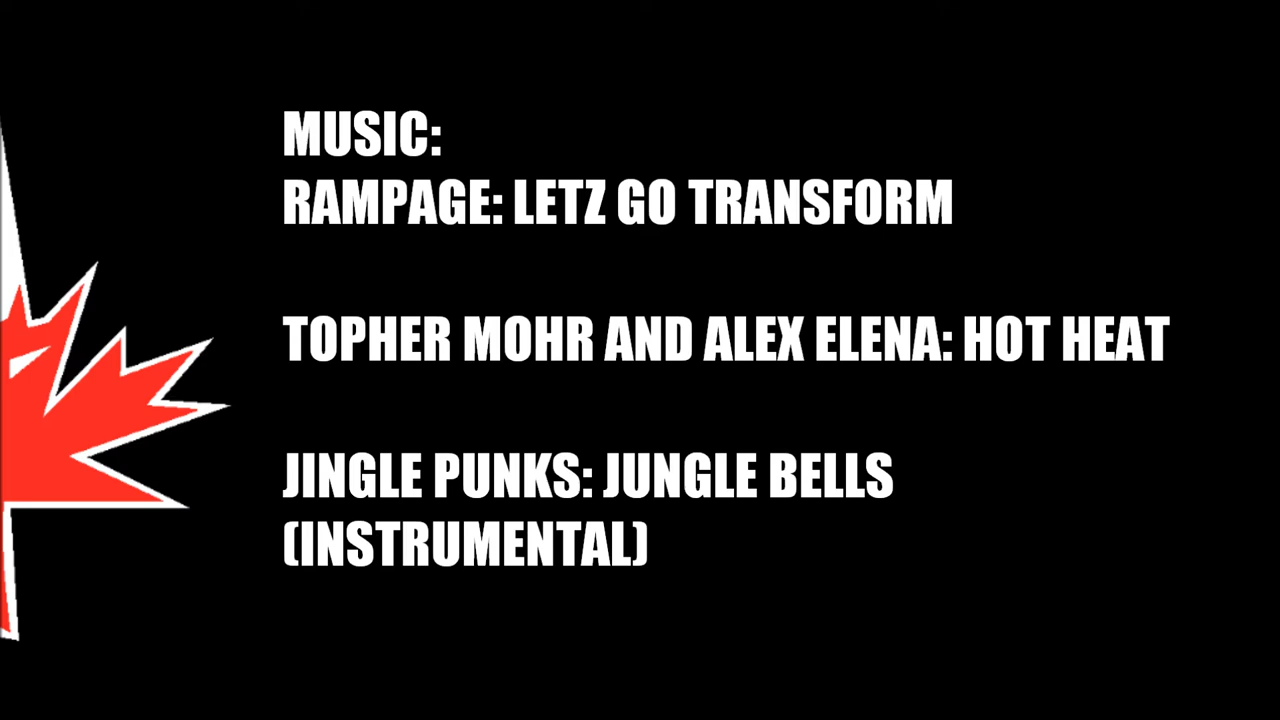 MUSIC:
RAMPAGE: LETZ GO TRANSFORM
TOPHER MOHR AND ALEX ELENA: HOT HEAT
JINGLE PUNKS: JUNGLE BELLS
(INSTRUMENTAL)